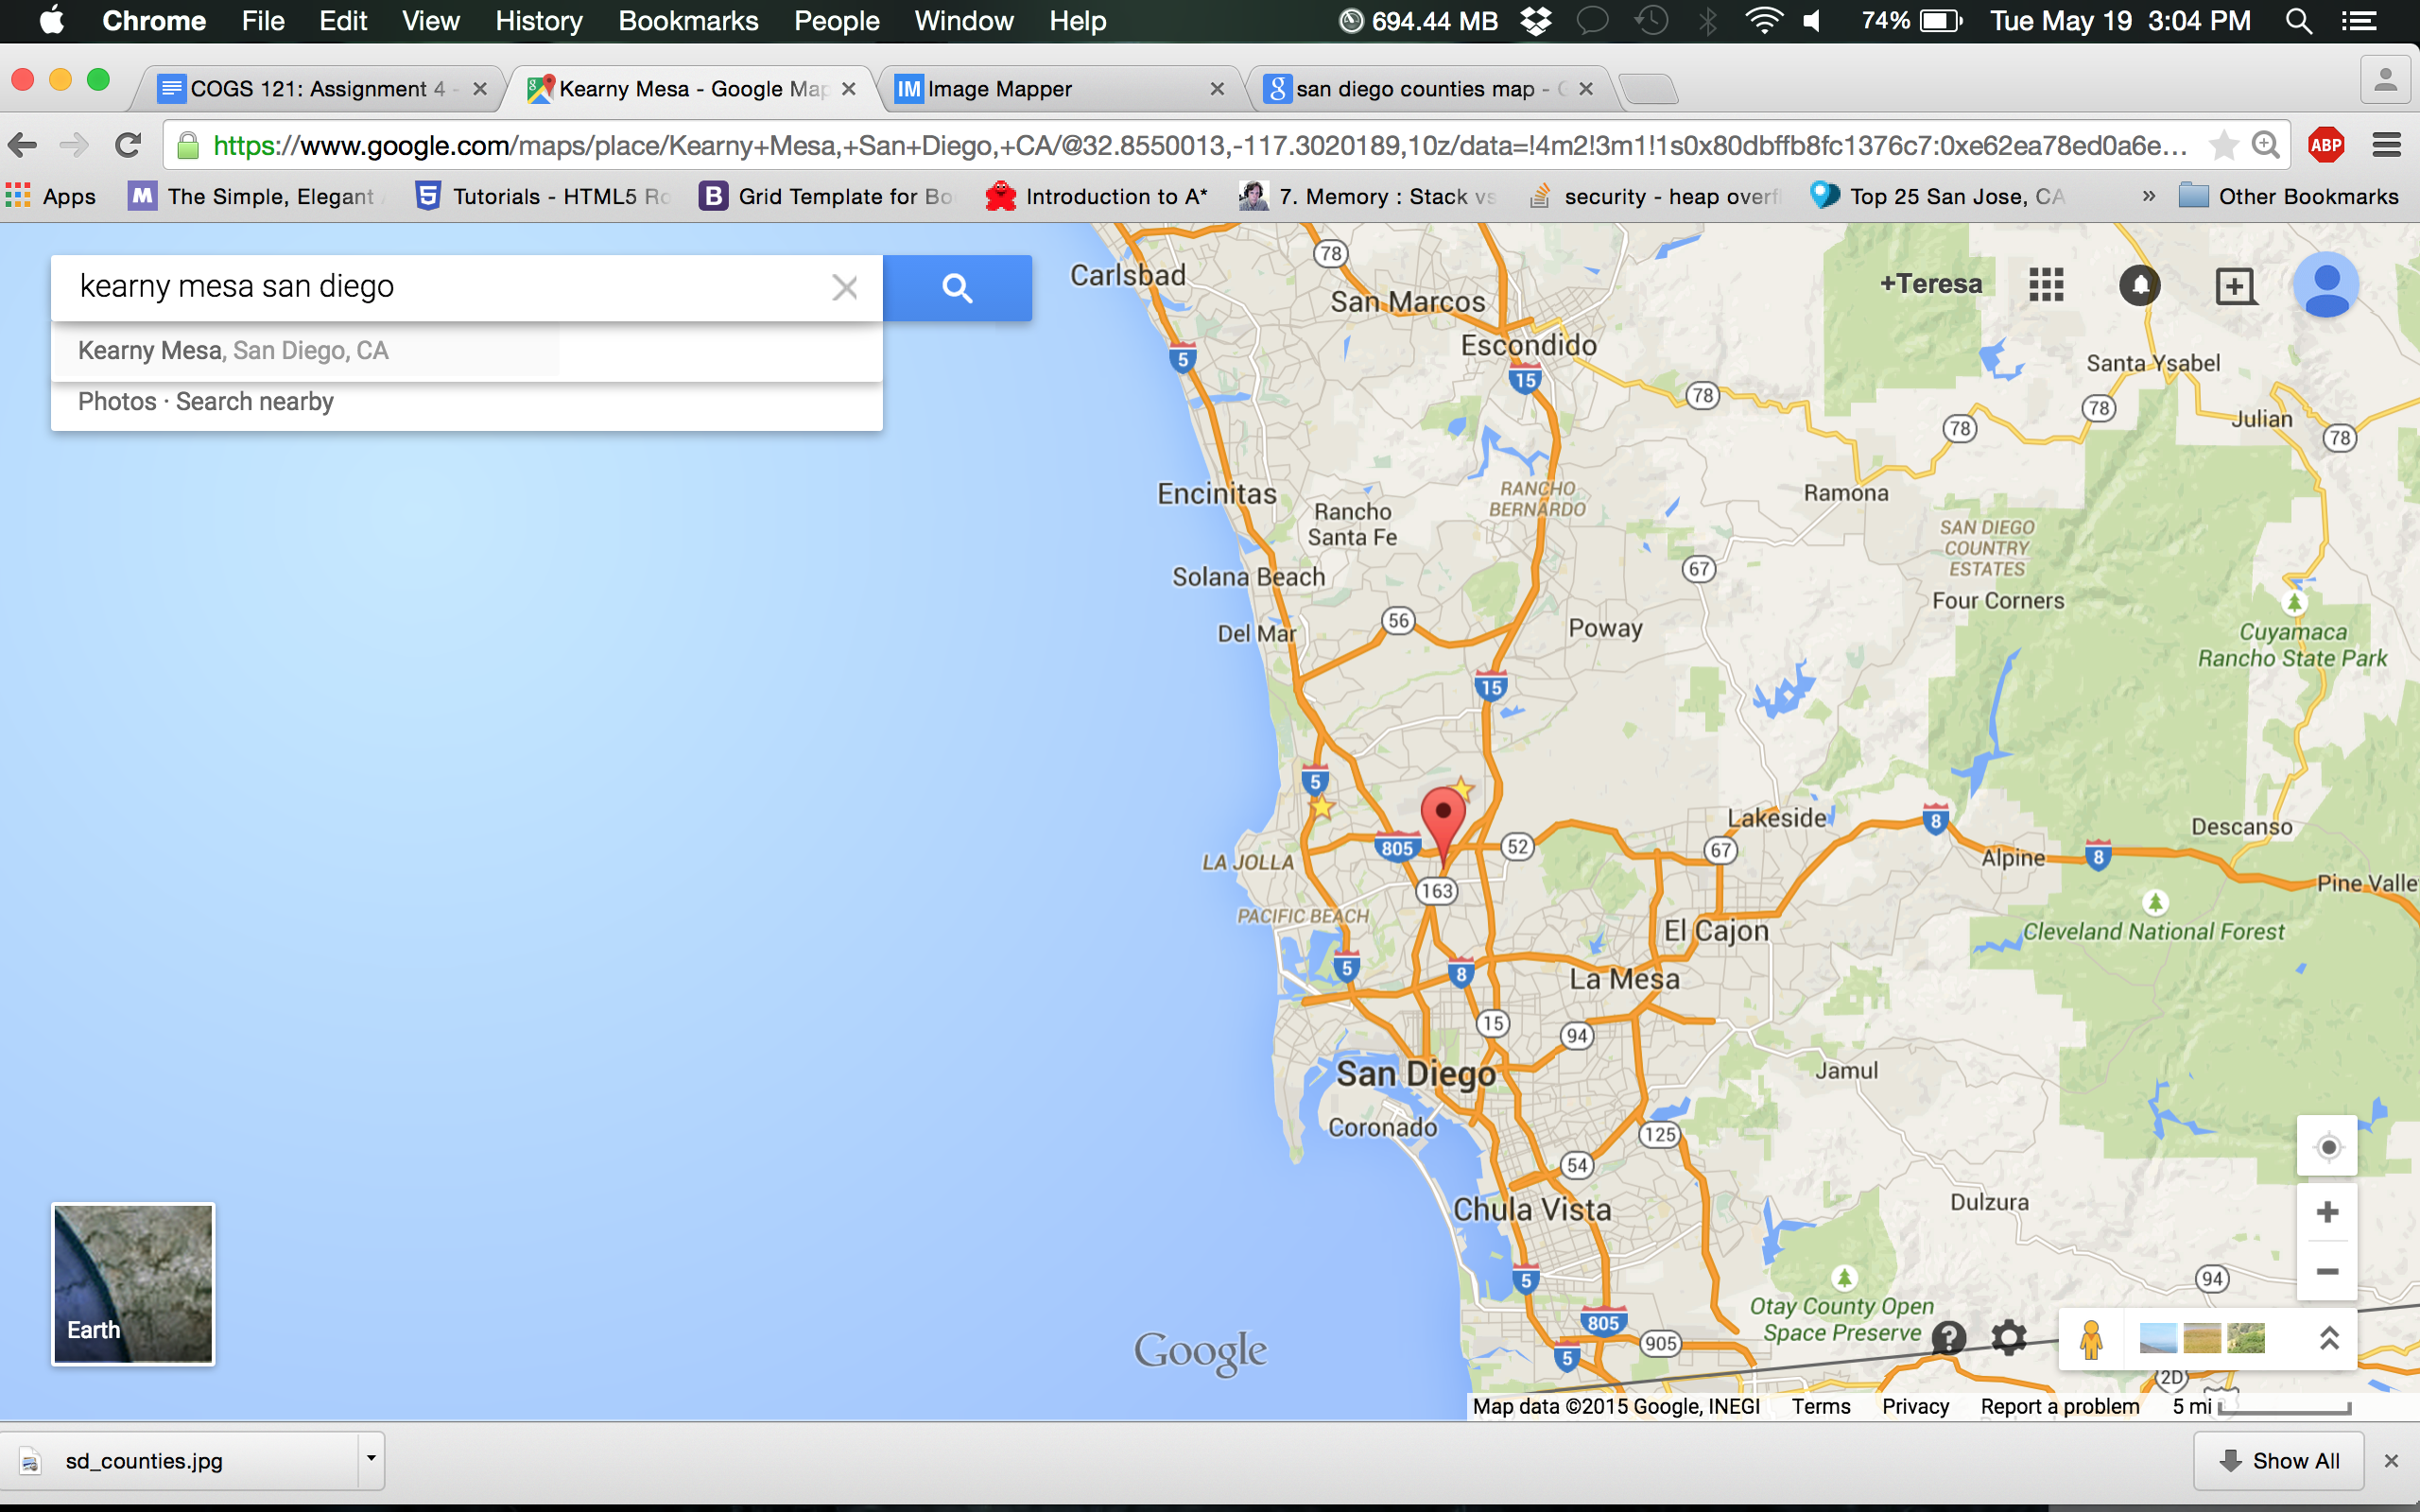 Chrome File Edit View History Bookmarks People Window Help 694.44 MB 74% Tue May 19 3:04 PM
COGS 121: Assignment 4 - Kearny Mesa - Google Map IM Image Mapper g san diego counties map - G
https://www.google.com/maps/place/Kearny+Mesa,+San+Diego,+CA/@32.8550013,-117.3020189,10z/data=!4m2!3m1!1s0x80dbffb8fc1376c7:0xe62ea78ed0a6e... ABP
Apps M The Simple, Elegant 5 Tutorials - HTML5 Ro B Grid Template for Bo Introduction to A* 7. Memory : Stack vs security - heap overfl Top 25 San Jose, CA » Other Bookmarks
kearny mesa san diego
Kearny Mesa, San Diego, CA
Photos · Search nearby
+Teresa
78
Carlsbad
San Marcos
Escondido
5
15
Santa Ysabel
78
78
Julian
78
78
Encinitas
Rancho
Santa Fe
RANCHO
BERNARDO
Ramona
SAN DIEGO
COUNTRY
ESTATES
Solana Beach
67
Four Corners
Del Mar
56
Poway
Cuyamaca
Rancho State Park
15
5
Lakeside
8
Descanso
LA JOLLA
805
52
67
Alpine
8
163
Pine Valle
PACIFIC BEACH
El Cajon
Cleveland National Forest
5
8
La Mesa
15
94
San Diego
Jamul
Coronado
125
54
Chula Vista
Dulzura
5
94
Otay County Open
Space Preserve
805
905
5
2D
Earth
Google
Map data ©2015 Google, INEGI Terms Privacy Report a problem 5 mi
sd_counties.jpg Show All